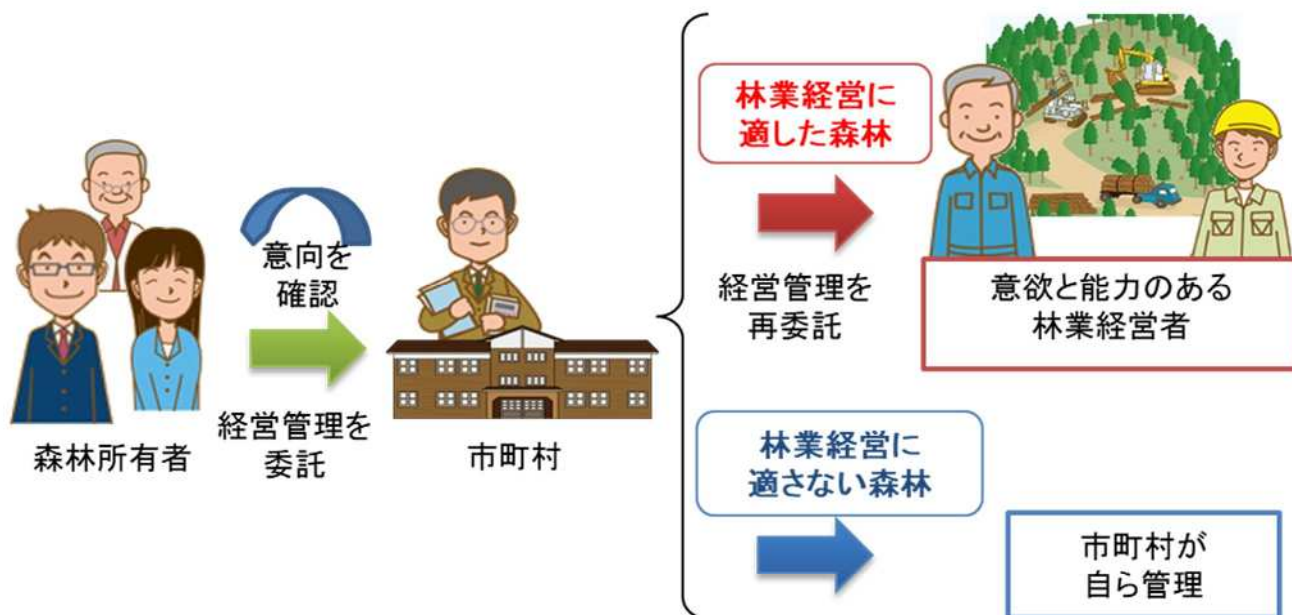 森林所有者
意向を
確認
経営管理を
委託
市町村
林業経営に
適した森林
経営管理を
再委託
意欲と能力のある
林業経営者
林業経営に
適さない森林
市町村が
自ら管理